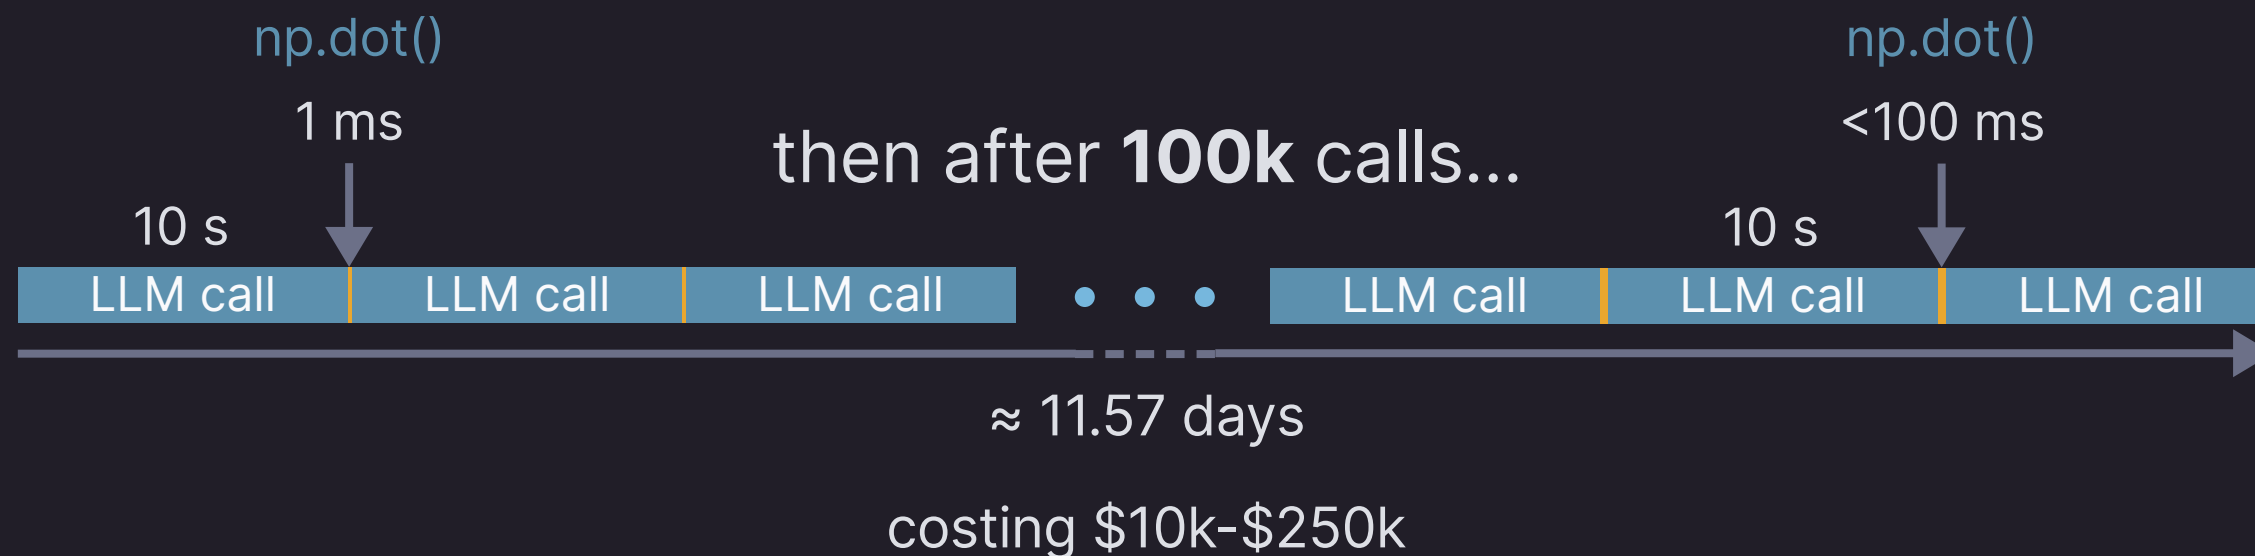 np.dot()
np.dot()
1 ms
<100 ms
then after 100k calls...
10 s
10 s
LLM call
LLM call
LLM call
LLM call
LLM call
LLM call
≈ 11.57 days
costing $10k-$250k